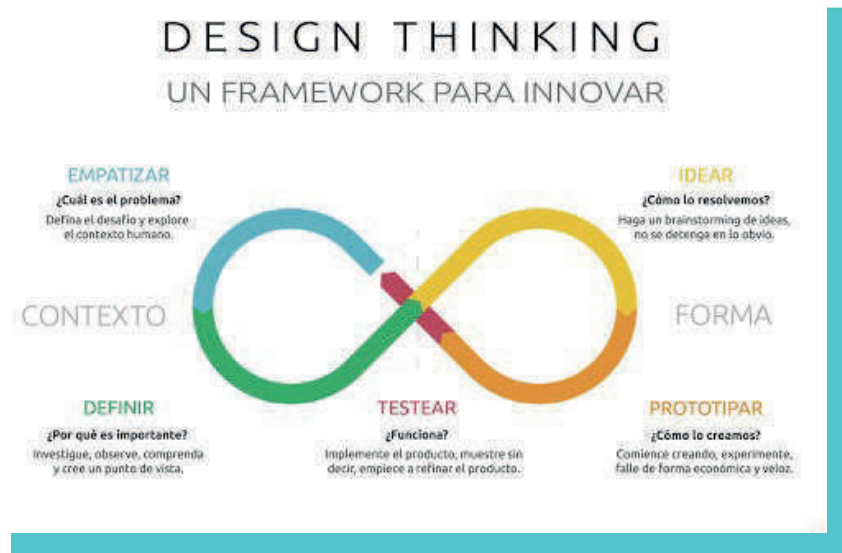 DESIGN THINKING
UN FRAMEWORK PARA INNOVAR
EMPATIZAR
¿Cuál es el problema?
Defina el desafío y explore
el contexto humano.
IDEAR
¿Cómo lo resolvemos?
Haga un brainstorming de ideas,
no se detenga en lo obvio.
CONTEXTO
FORMA
DEFINIR
¿Por qué es importante?
Investigue, observe, comprenda
y cree un punto de vista.
TESTEAR
¿Funciona?
Implemente el producto, muestre sin
decir, empiece a refinar el producto.
PROTOTIPAR
¿Cómo lo creamos?
Comience creando, experimente,
falle de forma económica y veloz.